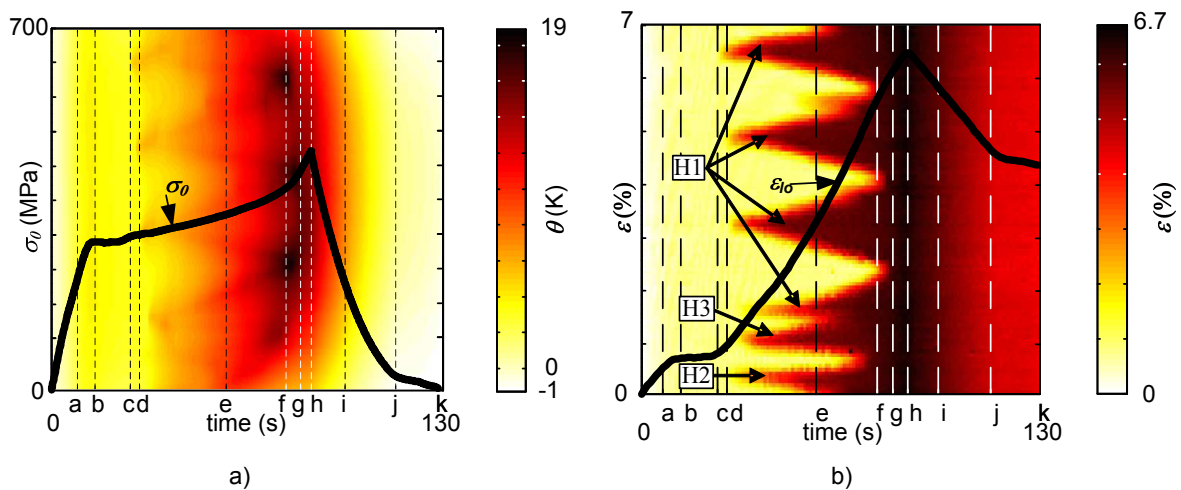 700
σ₀ (MPa)
0
σ₀
a b c d e f g h i j k
0 time (s) 130
19
θ (K)
0
-1
a)
7
ε (%)
0
H1
H3
H2
εlσ
a b c d e f g h i j k
0 time (s) 130
6.7
ε (%)
0
b)